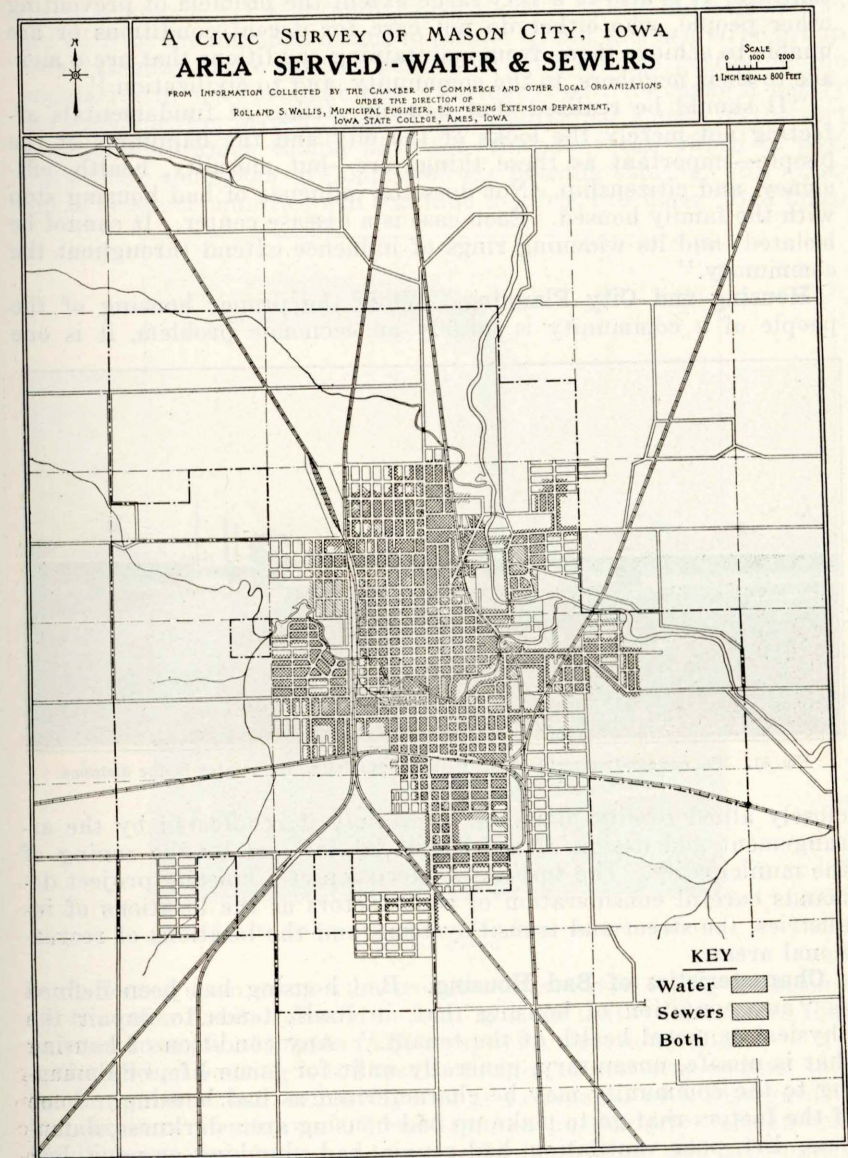 A CIVIC SURVEY OF MASON CITY, IOWA
AREA SERVED-WATER & SEWERS
FROM INFORMATION COLLECTED BY THE CHAMBER OF COMMERCE AND OTHER LOCAL ORGANIZATIONS
UNDER THE DIRECTION OF
ROLLAND S. WALLIS, MUNICIPAL ENGINEER, ENGINEERING EXTENSION DEPARTMENT,
IOWA STATE COLLEGE, AMES, IOWA
N
SCALE
0 1000 2000
1 INCH EQUALS 800 FEET
KEY
Water
Sewers
Both